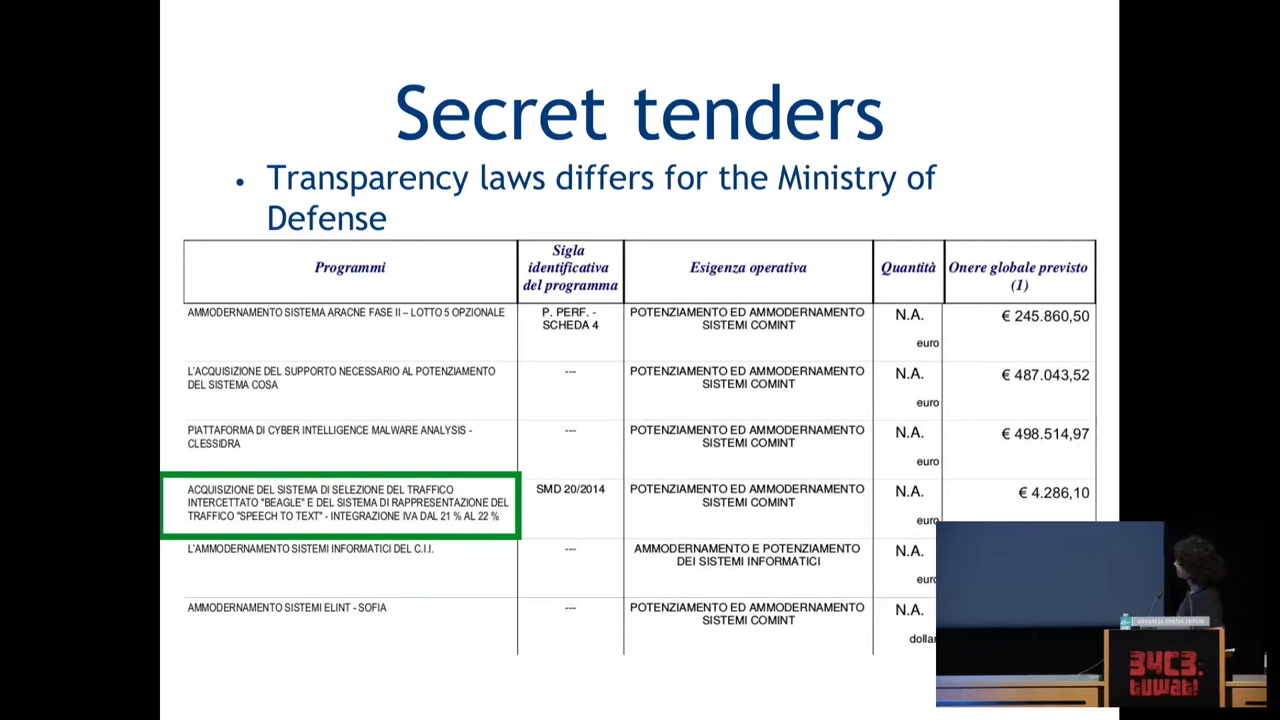 Secret tenders
• Transparency laws differs for the Ministry of
Defense
Programmi
Sigla
identificativa
del programma
Esigenza operativa
Quantità
Onere globale previsto
(1)
AMMODERNAMENTO SISTEMA ARACNE FASE II – LOTTO 5 OPZIONALE
P. PERF. -
SCHEDA 4
POTENZIAMENTO ED AMMODERNAMENTO
SISTEMI COMINT
N.A.
euro
€ 245.860,50
L'ACQUISIZIONE DEL SUPPORTO NECESSARIO AL POTENZIAMENTO
DEL SISTEMA COSA
---
POTENZIAMENTO ED AMMODERNAMENTO
SISTEMI COMINT
N.A.
euro
€ 487.043,52
PIATTAFORMA DI CYBER INTELLIGENCE MALWARE ANALYSIS -
CLESSIDRA
---
POTENZIAMENTO ED AMMODERNAMENTO
SISTEMI COMINT
N.A.
euro
€ 498.514,97
ACQUISIZIONE DEL SISTEMA DI SELEZIONE DEL TRAFFICO
INTERCETTATO "BEAGLE" E DEL SISTEMA DI RAPPRESENTAZIONE DEL
TRAFFICO "SPEECH TO TEXT" - INTEGRAZIONE IVA DAL 21 % AL 22 %
SMD 20/2014
POTENZIAMENTO ED AMMODERNAMENTO
SISTEMI COMINT
N.A.
euro
€ 4.286,10
L'AMMODERNAMENTO SISTEMI INFORMATICI DEL C.I.I.
---
AMMODERNAMENTO E POTENZIAMENTO
DEI SISTEMI INFORMATICI
N.A.
euro
AMMODERNAMENTO SISTEMI ELINT - SOFIA
---
POTENZIAMENTO ED AMMODERNAMENTO
SISTEMI COMINT
N.A.
dollar
34C3.
tuwat!